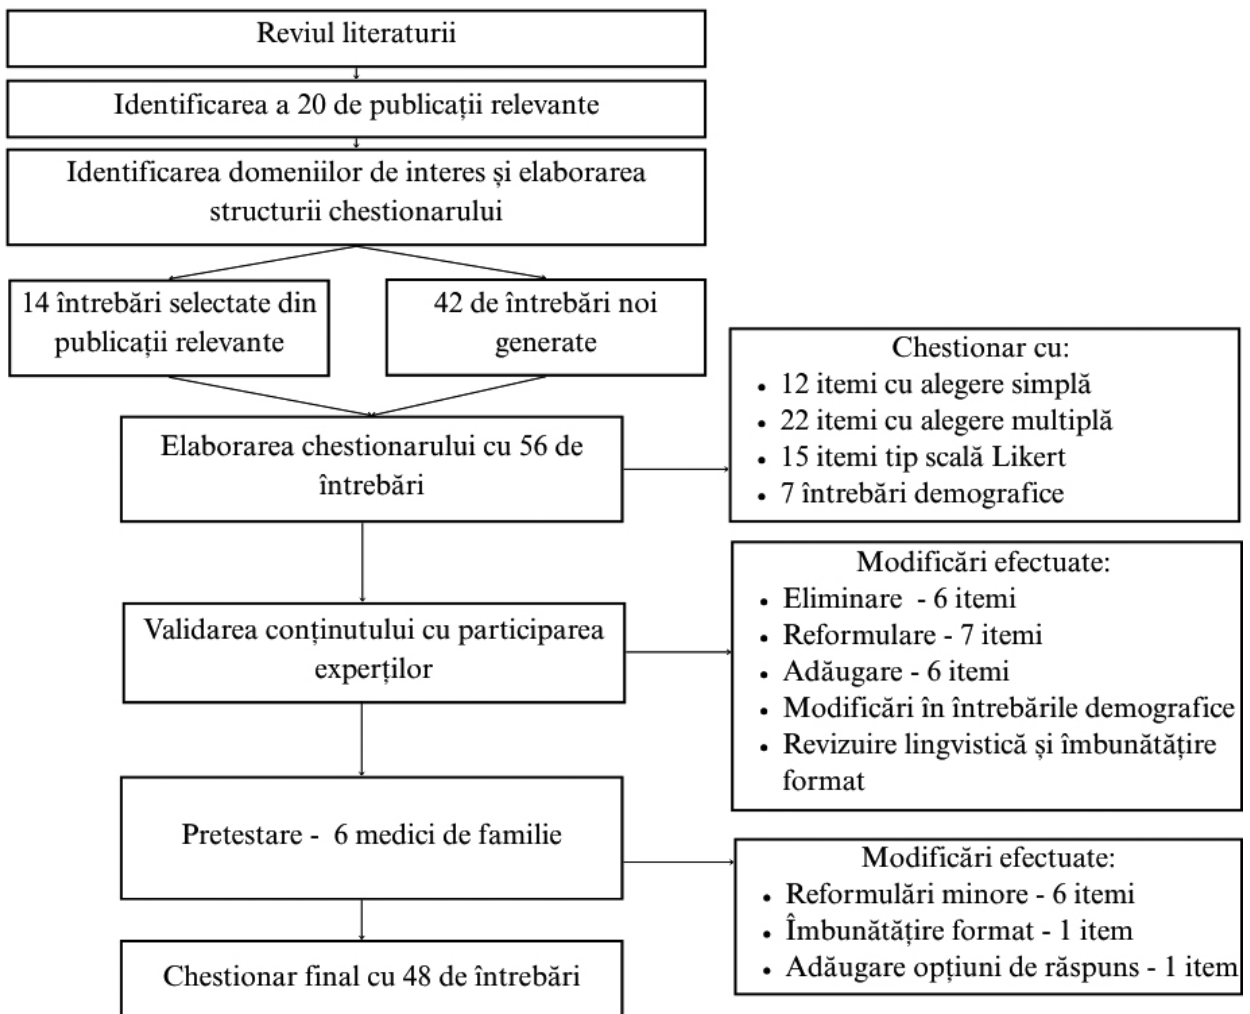 Reviul literaturii
Identificarea a 20 de publicații relevante
Identificarea domeniilor de interes și elaborarea
structurii chestionarului
14 întrebări selectate din
publicații relevante
42 de întrebări noi
generate
Elaborarea chestionarului cu 56 de
întrebări
Chestionar cu:
• 12 itemi cu alegere simplă
• 22 itemi cu alegere multiplă
• 15 itemi tip scală Likert
• 7 întrebări demografice
Validarea conținutului cu participarea
experților
Modificări efectuate:
• Eliminare - 6 itemi
• Reformulare - 7 itemi
• Adăugare - 6 itemi
• Modificări în întrebările demografice
• Revizuire lingvistică și îmbunătățire
format
Pretestare - 6 medici de familie
Modificări efectuate:
• Reformulări minore - 6 itemi
• Îmbunătățire format - 1 item
• Adăugare opțiuni de răspuns - 1 item
Chestionar final cu 48 de întrebări